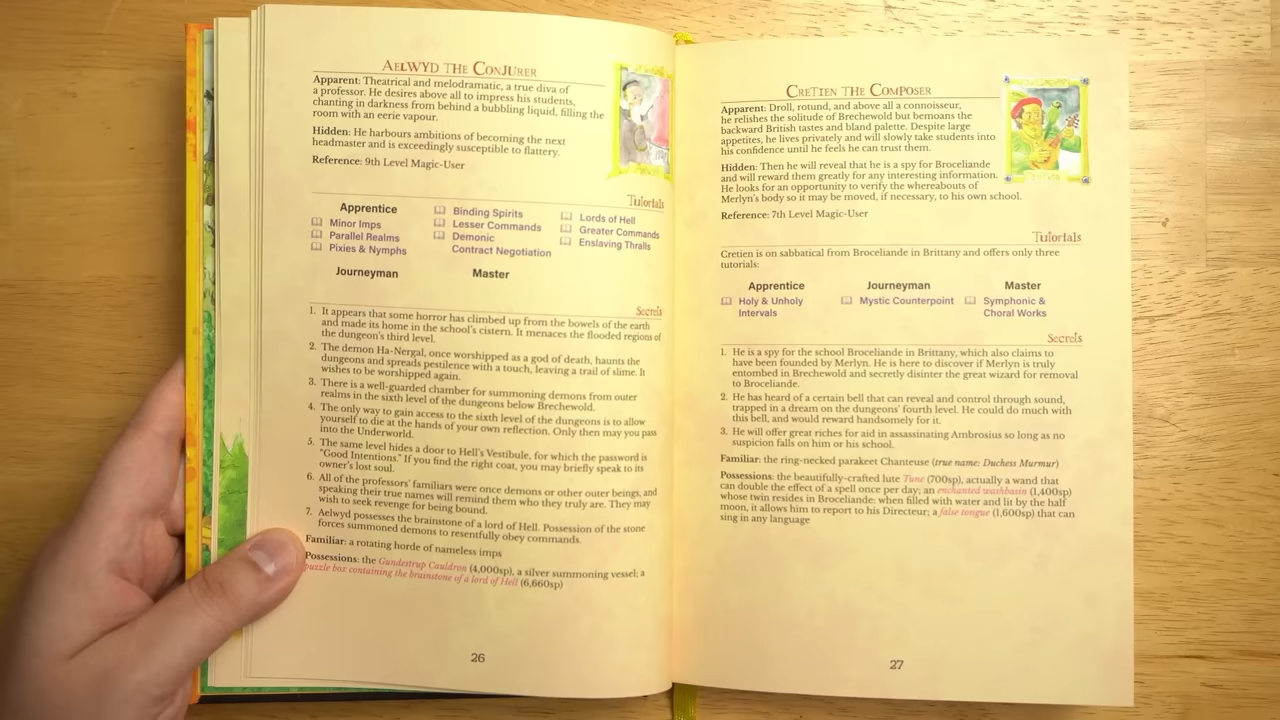 AELWYD THE CONJURER
Apparent: Theatrical and melodramatic, a true diva of
a professor. He desires above all to impress his students,
chanting in darkness from behind a bubbling liquid, filling the
room with an eerie vapour.
Hidden: He harbours ambitions of becoming the next
headmaster and is exceedingly susceptible to flattery.
Reference: 9th Level Magic-User
Tutorials
Apprentice
Minor Imps
Parallel Realms
Pixies & Nymphs
Journeyman
Binding Spirits
Lesser Commands
Demonic
Contract Negotiation
Master
Lords of Hell
Greater Commands
Enslaving Thralls
Secrets
1. It appears that some horror has climbed up from the bowels of the earth
and made its home in the school's cistern. It menaces the flooded regions of
the dungeon's third level.
2. The demon Ha-Nergal, once worshipped as a god of death, haunts the
dungeons and spreads pestilence with a touch, leaving a trail of slime. It
wishes to be worshipped again.
3. There is a well-guarded chamber for summoning demons from outer
realms in the sixth level of the dungeons below Brechewold.
4. The only way to gain access to the sixth level of the dungeons is to allow
yourself to die at the hands of your own reflection. Only then may you pass
into the Underworld.
5. The same level hides a door to Hell's Vestibule, for which the password is
"Good Intentions." If you find the right coat, you may briefly speak to its
owner's lost soul.
6. All of the professors' familiars were once demons or other outer beings, and
speaking their true names will remind them who they truly are. They may
wish to seek revenge for being bound.
7. Aelwyd possesses the brainstone of a lord of Hell. Possession of the stone
forces summoned demons to resentfully obey commands.
Familiar: a rotating horde of nameless imps
Possessions: the Gundestrup Cauldron (4,000sp), a silver summoning vessel; a
puzzle box containing the brainstone of a lord of Hell (6,660sp)
26
CRETIEN THE COMPOSER
Apparent: Droll, rotund, and above all a connoisseur,
he relishes the solitude of Brechewold but bemoans the
backward British tastes and bland palette. Despite large
appetites, he lives privately and will slowly take students into
his confidence until he feels he can trust them.
Hidden: Then he will reveal that he is a spy for Broceliande
and will reward them greatly for any interesting information.
He looks for an opportunity to verify the whereabouts of
Merlyn's body so it may be moved, if necessary, to his own school.
Reference: 7th Level Magic-User
Tutorials
Cretien is on sabbatical from Broceliande in Brittany and offers only three
tutorials:
Apprentice
Holy & Unholy
Intervals
Journeyman
Mystic Counterpoint
Master
Symphonic &
Choral Works
Secrets
1. He is a spy for the school Broceliande in Brittany, which also claims to
have been founded by Merlyn. He is here to discover if Merlyn is truly
entombed in Brechewold and secretly disinter the great wizard for removal
to Broceliande.
2. He has heard of a certain bell that can reveal and control through sound,
trapped in a dream on the dungeons' fourth level. He could do much with
this bell, and would reward handsomely for it.
3. He will offer great riches for aid in assassinating Ambrosius so long as no
suspicion falls on him or his school.
Familiar: the ring-necked parakeet Chanteuse (true name: Duchess Murmur)
Possessions: the beautifully-crafted lute Tune (700sp), actually a wand that
can double the effect of a spell once per day; an enchanted washbasin (1,400sp)
whose twin resides in Broceliande: when filled with water and lit by the half
moon, it allows him to report to his Directeur; a false tongue (1,600sp) that can
sing in any language
27